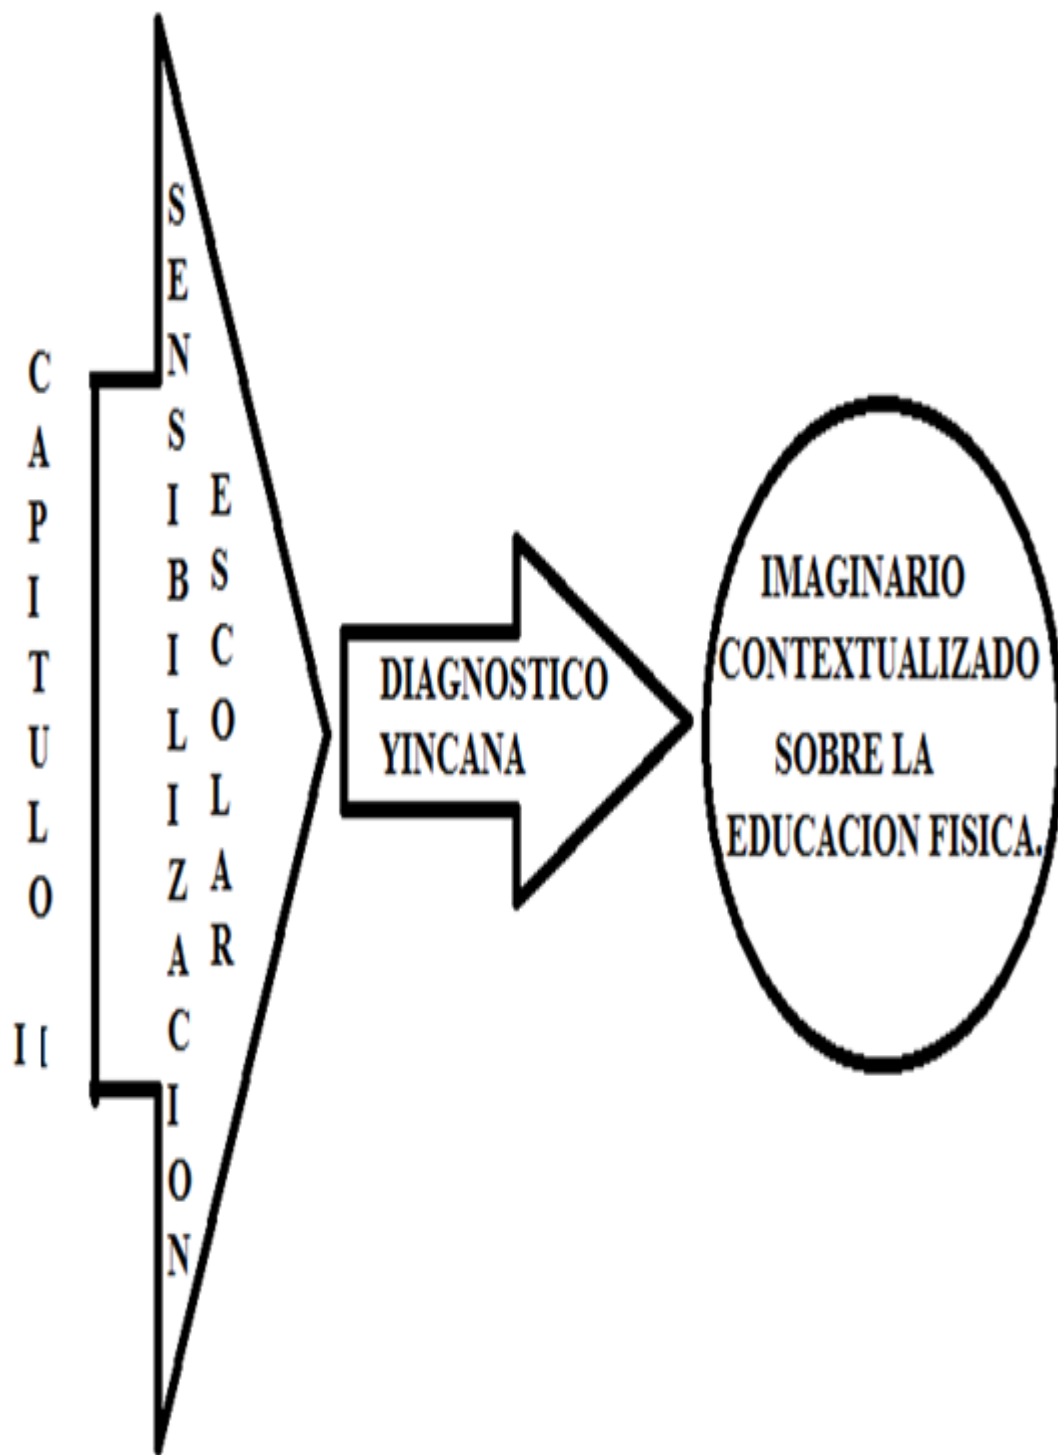 CAPITULO I[
SENSIBILIZACION
ESCOLAR
DIAGNOSTICO
YINCANA
IMAGINARIO
CONTEXTUALIZADO
SOBRE LA
EDUCACION FISICA.